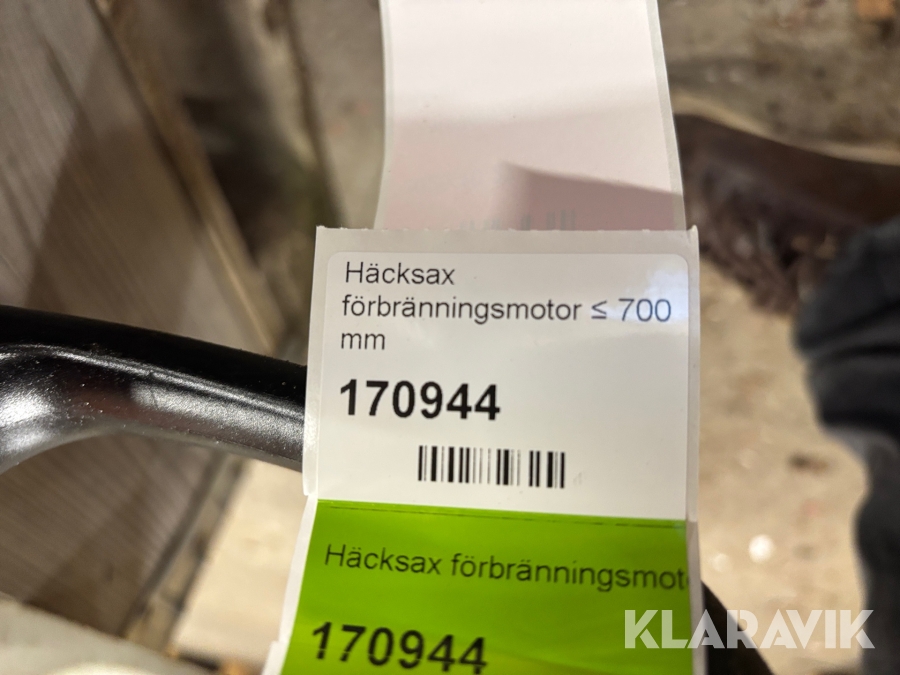 Häcksax
förbränningsmotor ≤ 700
mm
170944
Häcksax förbränningsmot
170944
KLARAVIK